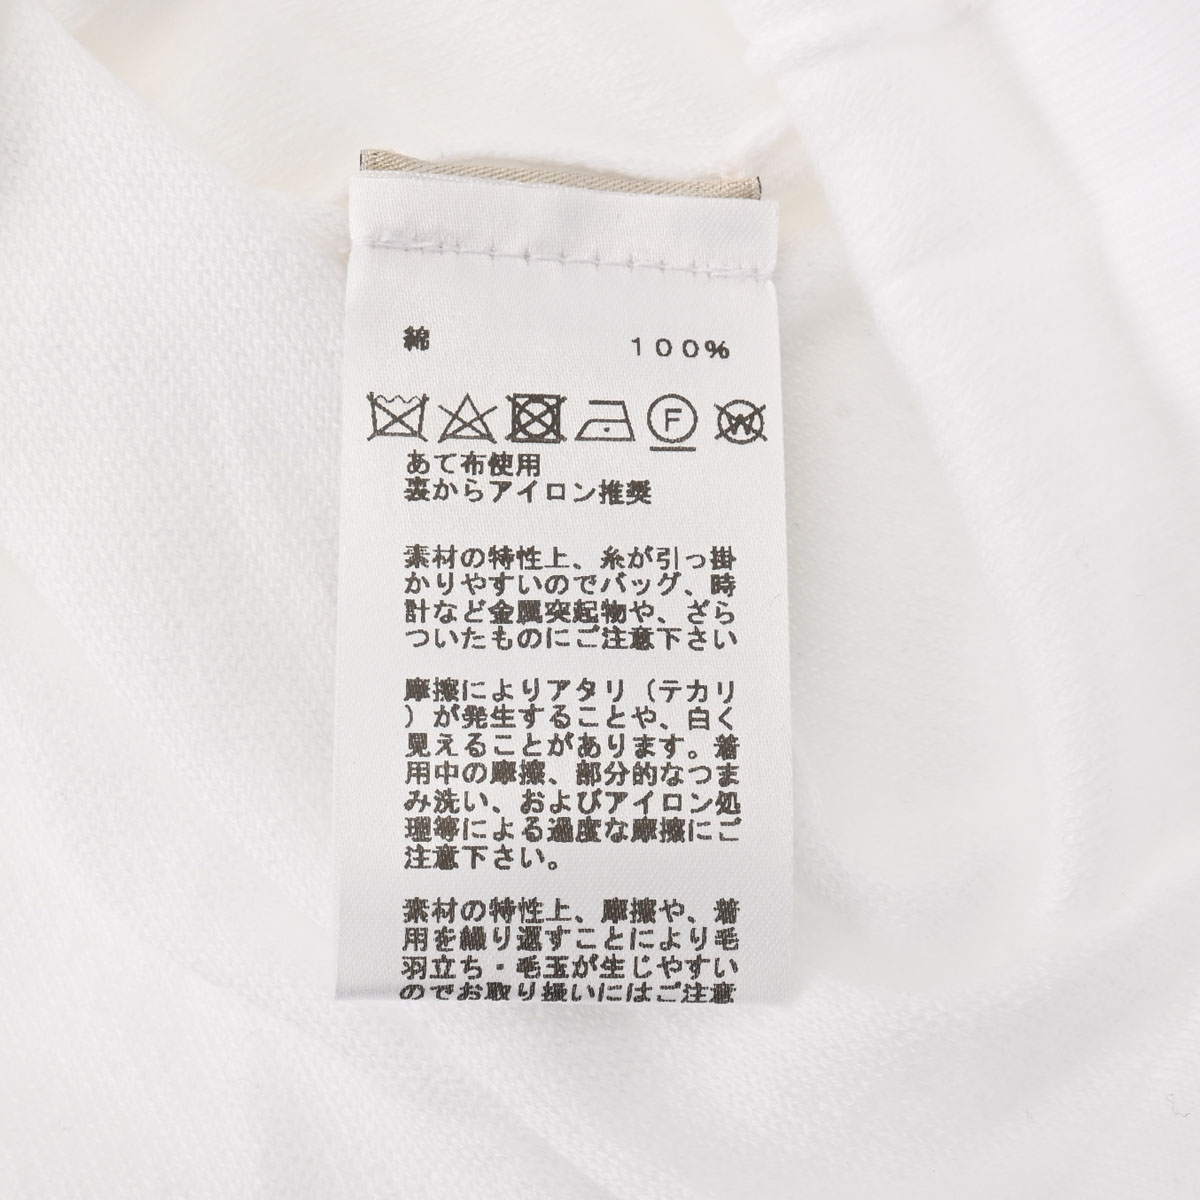 綿 100%
F W
あて布使用
裏からアイロン推奨
素材の特性上、糸が引っ掛
かりやすいのでバッグ、時
計など金属突起物や、ざら
ついたものにご注意下さい
摩擦によりアタリ（テカリ
）が発生することや、白く
見えることがあります。着
用中の摩擦、部分的なつま
み洗い、およびアイロン処
理等による過度な摩擦にご
注意下さい。
素材の特性上、摩擦や、着
用を繰り返すことにより毛
羽立ち・毛玉が生じやすい
のでお取り扱いにはご注意